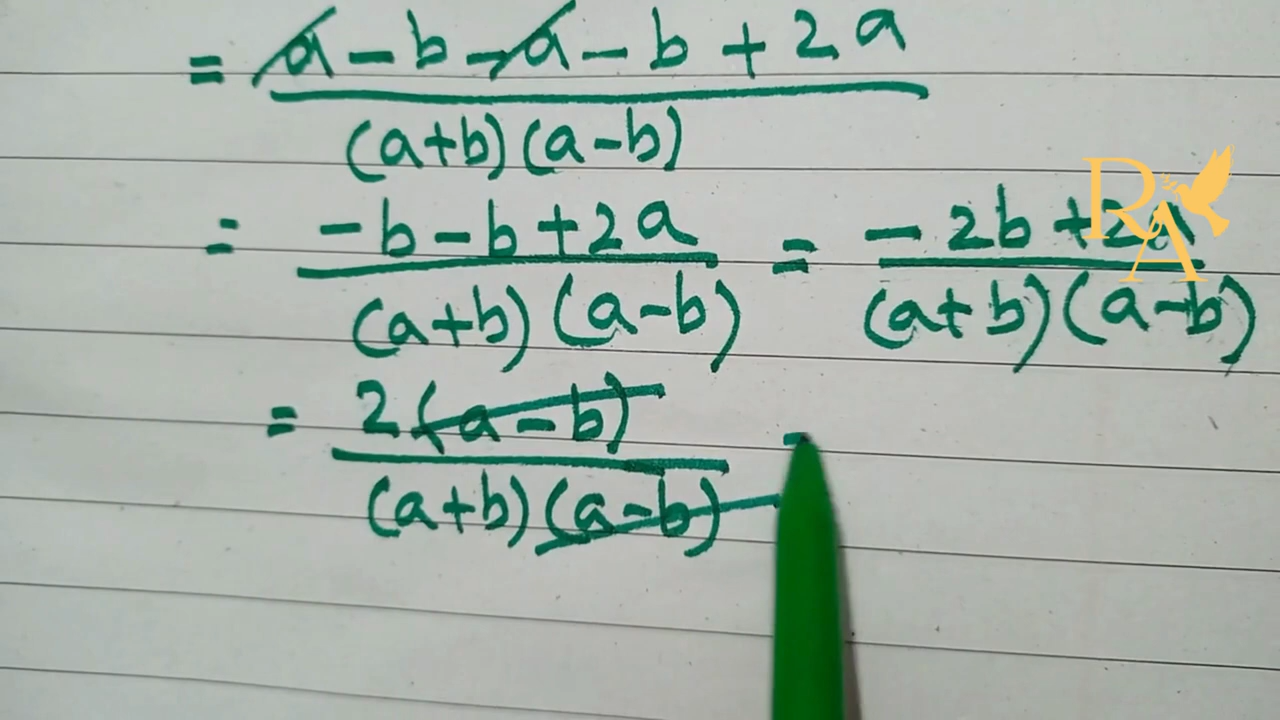 = a - b - a - b + 2a
(a+b)(a-b)
= -b-b+2a = -2b+2a
(a+b)(a-b) (a+b)(a-b)
= 2(a-b) =
(a+b)(a-b)
RA